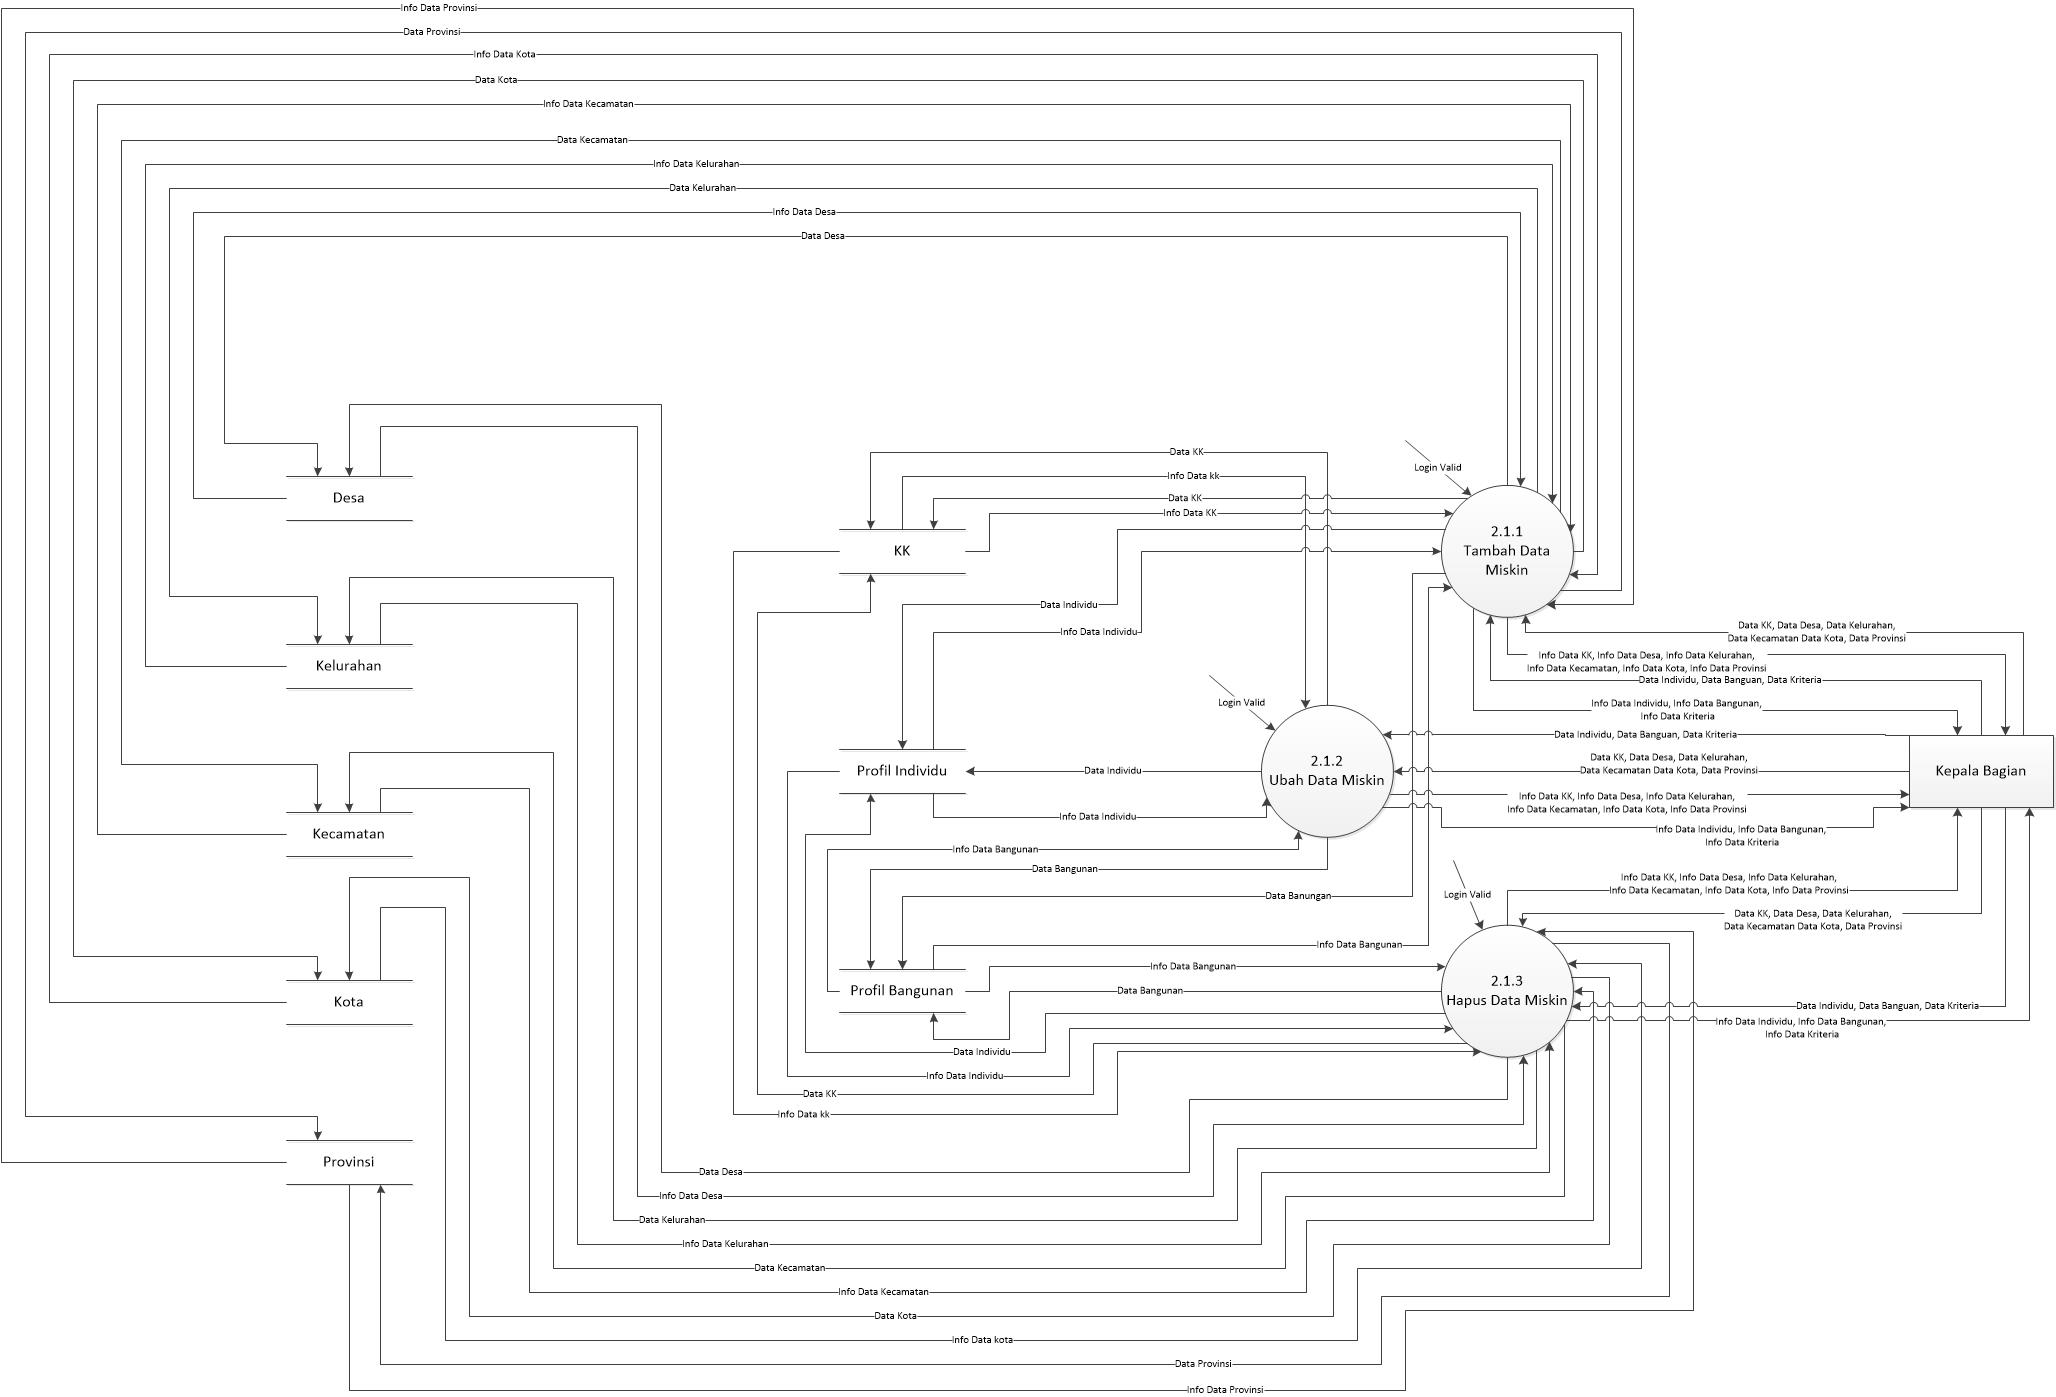 Info Data Provinsi
Data Provinsi
Info Data Kota
Data Kota
Info Data Kecamatan
Data Kecamatan
Info Data Kelurahan
Data Kelurahan
Info Data Desa
Data Desa
Data KK
Login Valid
Info Data kk
Desa
Data KK
Info Data KK
2.1.1
Tambah Data
Miskin
KK
Data Individu
Info Data Individu
Data KK, Data Desa, Data Kelurahan,
Data Kecamatan Data Kota, Data Provinsi
Info Data KK, Info Data Desa, Info Data Kelurahan,
Info Data Kecamatan, Info Data Kota, Info Data Provinsi
Kelurahan
Data Individu, Data Banguan, Data Kriteria
Login Valid
Info Data Individu, Info Data Bangunan,
Info Data Kriteria
Data Individu, Data Banguan, Data Kriteria
Data KK, Data Desa, Data Kelurahan,
Data Kecamatan Data Kota, Data Provinsi
Profil Individu
Data Individu
2.1.2
Ubah Data Miskin
Kepala Bagian
Info Data KK, Info Data Desa, Info Data Kelurahan,
Info Data Kecamatan, Info Data Kota, Info Data Provinsi
Info Data Individu
Info Data Individu, Info Data Bangunan,
Info Data Kriteria
Kecamatan
Info Data Bangunan
Data Bangunan
Info Data KK, Info Data Desa, Info Data Kelurahan,
Info Data Kecamatan, Info Data Kota, Info Data Provinsi
Login Valid
Data Banungan
Data KK, Data Desa, Data Kelurahan,
Data Kecamatan Data Kota, Data Provinsi
Info Data Bangunan
Info Data Bangunan
Profil Bangunan
Data Bangunan
2.1.3
Hapus Data Miskin
Kota
Data Individu, Data Banguan, Data Kriteria
Info Data Individu, Info Data Bangunan,
Info Data Kriteria
Data Individu
Info Data Individu
Data KK
Info Data kk
Provinsi
Data Desa
Info Data Desa
Data Kelurahan
Info Data Kelurahan
Data Kecamatan
Info Data Kecamatan
Data Kota
Info Data kota
Data Provinsi
Info Data Provinsi